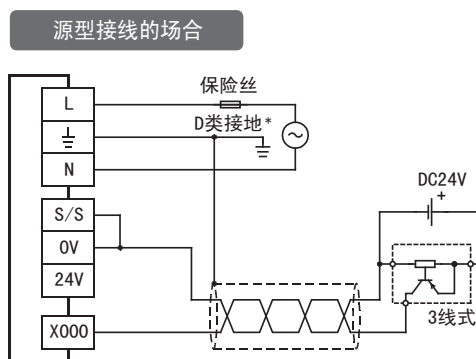 源型接线的场合
保险丝
L
D类接地*
N
DC24V
+
S/S
0V
24V
X000
3线式